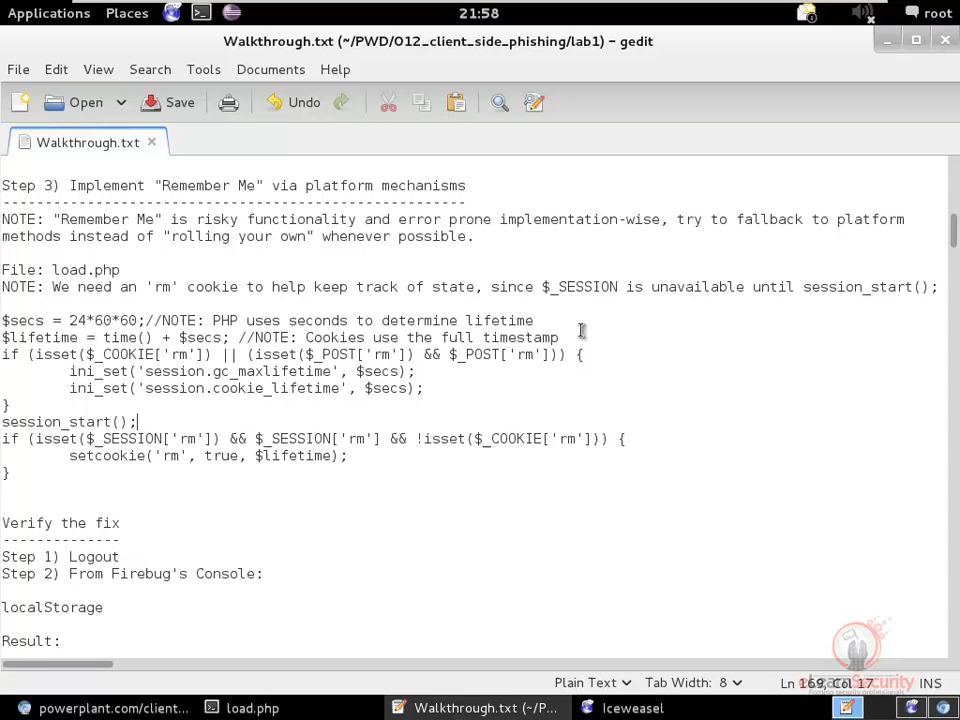 Applications Places 21:58 root
Walkthrough.txt (~/PWD/012_client_side_phishing/lab1) – gedit
File Edit View Search Tools Documents Help
Open Save Undo
Walkthrough.txt
Step 3) Implement "Remember Me" via platform mechanisms
-------------------------------------------------------
NOTE: "Remember Me" is risky functionality and error prone implementation-wise, try to fallback to platform
methods instead of "rolling your own" whenever possible.
File: load.php
NOTE: We need an 'rm' cookie to help keep track of state, since $_SESSION is unavailable until session_start();
$secs = 24*60*60;//NOTE: PHP uses seconds to determine lifetime
$lifetime = time() + $secs; //NOTE: Cookies use the full timestamp
if (isset($_COOKIE['rm']) || (isset($_POST['rm']) && $_POST['rm'])) {
ini_set('session.gc_maxlifetime', $secs);
ini_set('session.cookie_lifetime', $secs);
}
session_start();
if (isset($_SESSION['rm']) && $_SESSION['rm'] && !isset($_COOKIE['rm'])) {
setcookie('rm', true, $lifetime);
}
Verify the fix
--------------
Step 1) Logout
Step 2) From Firebug's Console:
localStorage
Result:
Plain Text Tab Width: 8 Ln 169, Col 17 INS
eLearnSecurity
Forging security professionals
powerplant.com/client... load.php Walkthrough.txt (~/P... Iceweasel